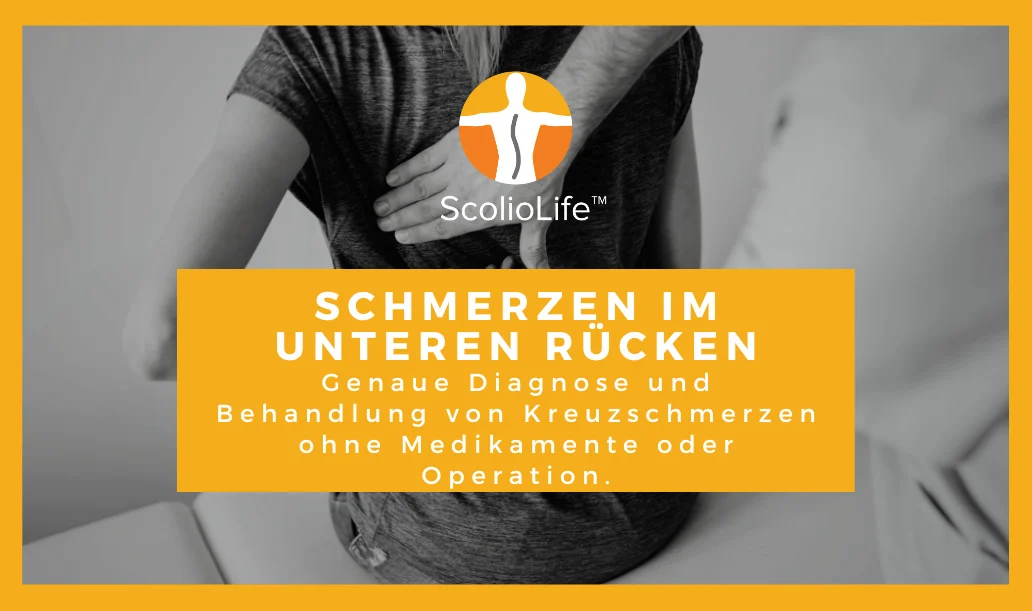 ScolioLife™
SCHMERZEN IM
UNTEREN RÜCKEN
Genaue Diagnose und
Behandlung von Kreuzschmerzen
ohne Medikamente oder
Operation.